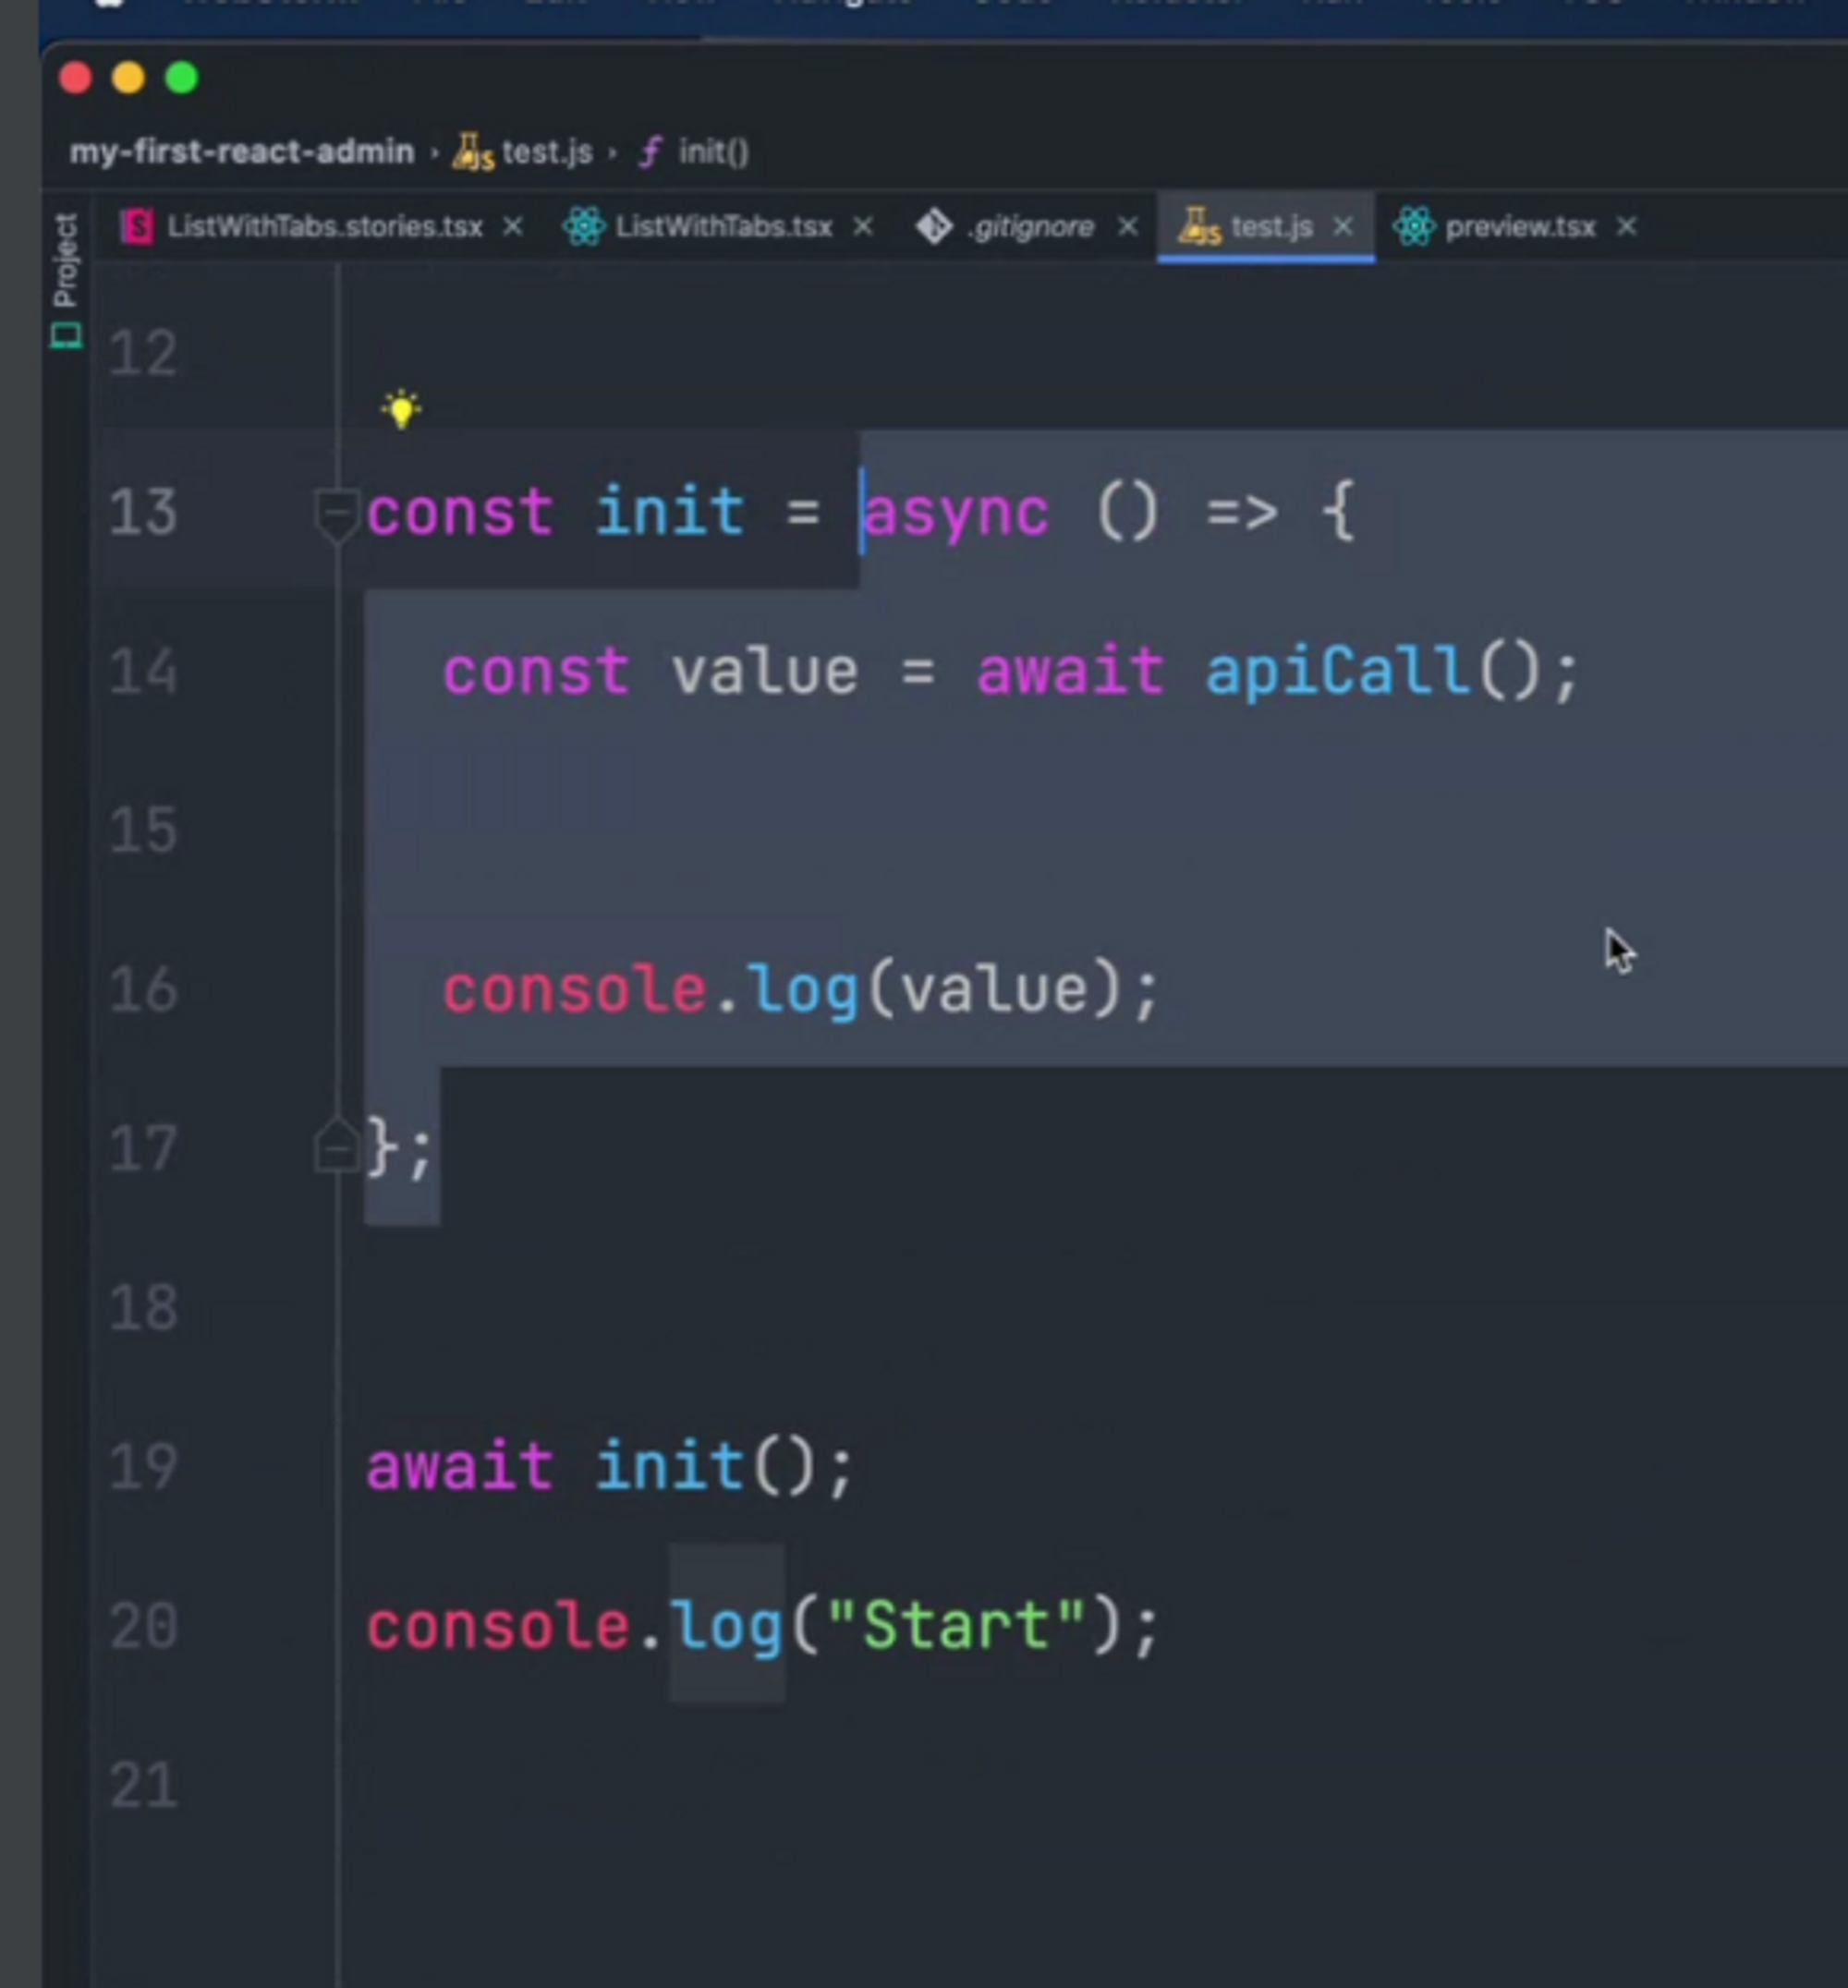 my-first-react-admin › test.js › init()
Project
ListWithTabs.stories.tsx ListWithTabs.tsx .gitignore test.js preview.tsx
12
13 const init = async () => {
14 const value = await apiCall();
15
16 console.log(value);
17 };
18
19 await init();
20 console.log("Start");
21